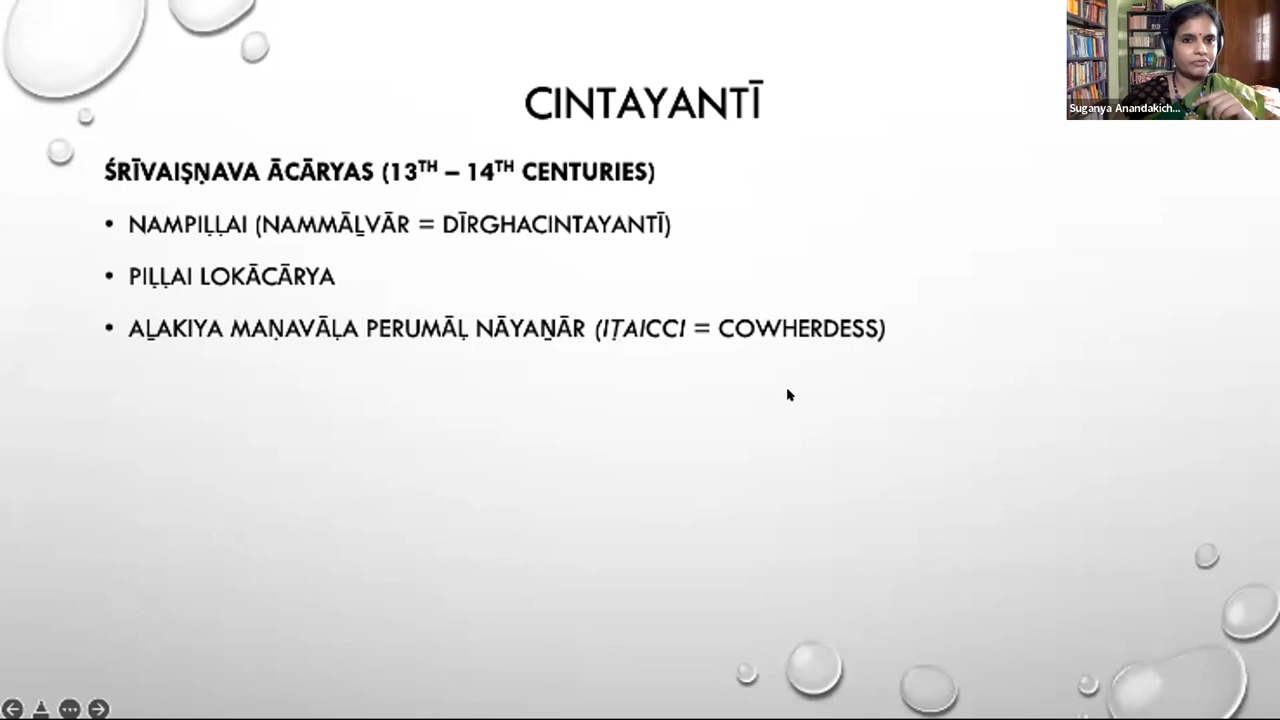 CINTAYANTĪ
Suganya Anandakich...
ŚRĪVAIṢṆAVA ĀCĀRYAS (13TH – 14TH CENTURIES)
• NAMPIḶḶAI (NAMMĀḺVĀR = DĪRGHACINTAYANTĪ)
• PIḶḶAI LOKĀCĀRYA
• AḺAKIYA MAṆAVĀḶA PERUMĀḶ NĀYAṈĀR (IṬAICCI = COWHERDESS)